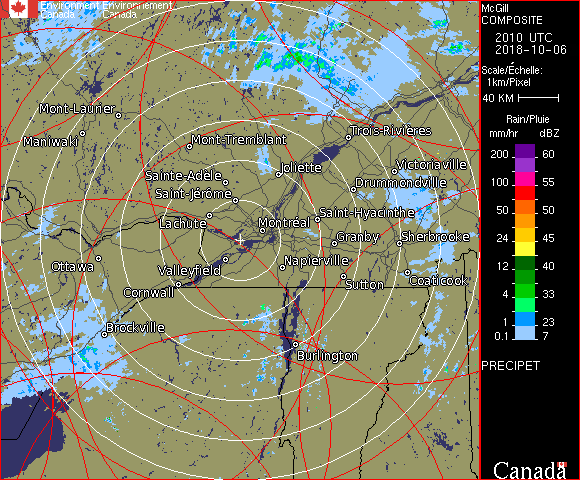 Environment Environnement
Canada Canada
Mont-Laurier
Maniwaki
Mont-Tremblant
Trois-Rivières
Sainte-Adèle
Joliette
Victoriaville
Saint-Jérôme
Drummondville
Lachute
Montréal
Saint-Hyacinthe
Granby
Sherbrooke
Ottawa
Valleyfield
Napierville
Cornwall
Sutton
Coaticook
Brockville
Burlington
McGill
COMPOSITE
2010 UTC
2018-10-06
Scale/Échelle:
1km/Pixel
40 KM
Rain/Pluie
mm/hr dBZ
200 60
150 57
100 55
50 50
24 45
12 40
4 33
1 23
0.1 7
PRECIPET
Canada